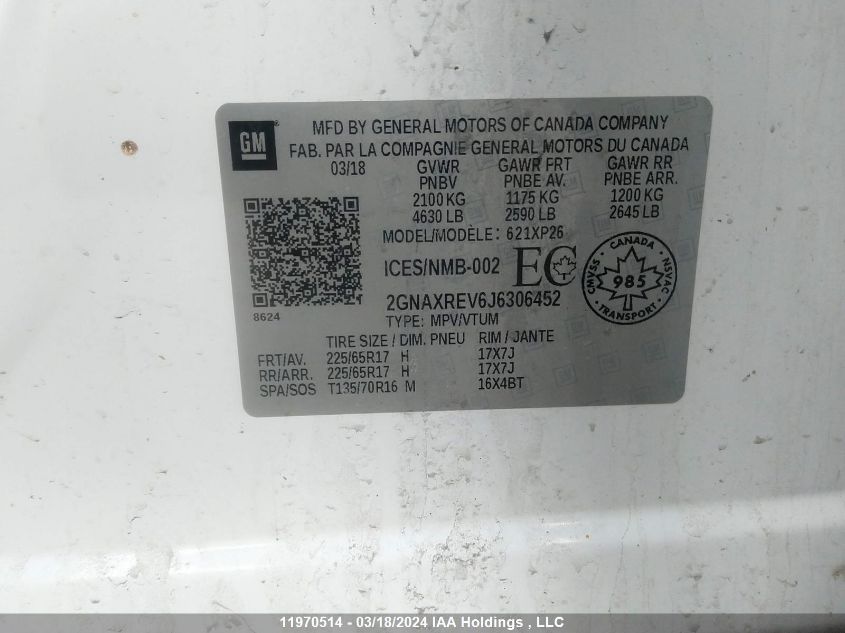 GM
MFD BY GENERAL MOTORS OF CANADA COMPANY
FAB. PAR LA COMPAGNIE GENERAL MOTORS DU CANADA
03/18 GVWR GAWR FRT GAWR RR
PNBV PNBE AV. PNBE ARR.
2100 KG 1175 KG 1200 KG
4630 LB 2590 LB 2645 LB
MODEL/MODÈLE: 621XP26
ICES/NMB-002 EC
CANADA
CMVSS 985 NSVAC
TRANSPORT
2GNAXREV6J6306452
8624
TYPE: MPV/VTUM
TIRE SIZE / DIM. PNEU RIM / JANTE
FRT/AV. 225/65R17 H 17X7J
RR/ARR. 225/65R17 H 17X7J
SPA/SOS T135/70R16 M 16X4BT
11970514 - 03/18/2024 IAA Holdings , LLC